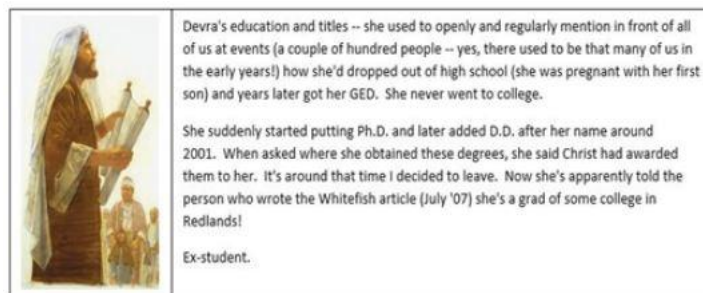 Devra's education and titles -- she used to openly and regularly mention in front of all
of us at events (a couple of hundred people -- yes, there used to be that many of us in
the early years!) how she'd dropped out of high school (she was pregnant with her first
son) and years later got her GED. She never went to college.
She suddenly started putting Ph.D. and later added D.D. after her name around
2001. When asked where she obtained these degrees, she said Christ had awarded
them to her. It's around that time I decided to leave. Now she's apparently told the
person who wrote the Whitefish article (July '07) she's a grad of some college in
Redlands!
Ex-student.